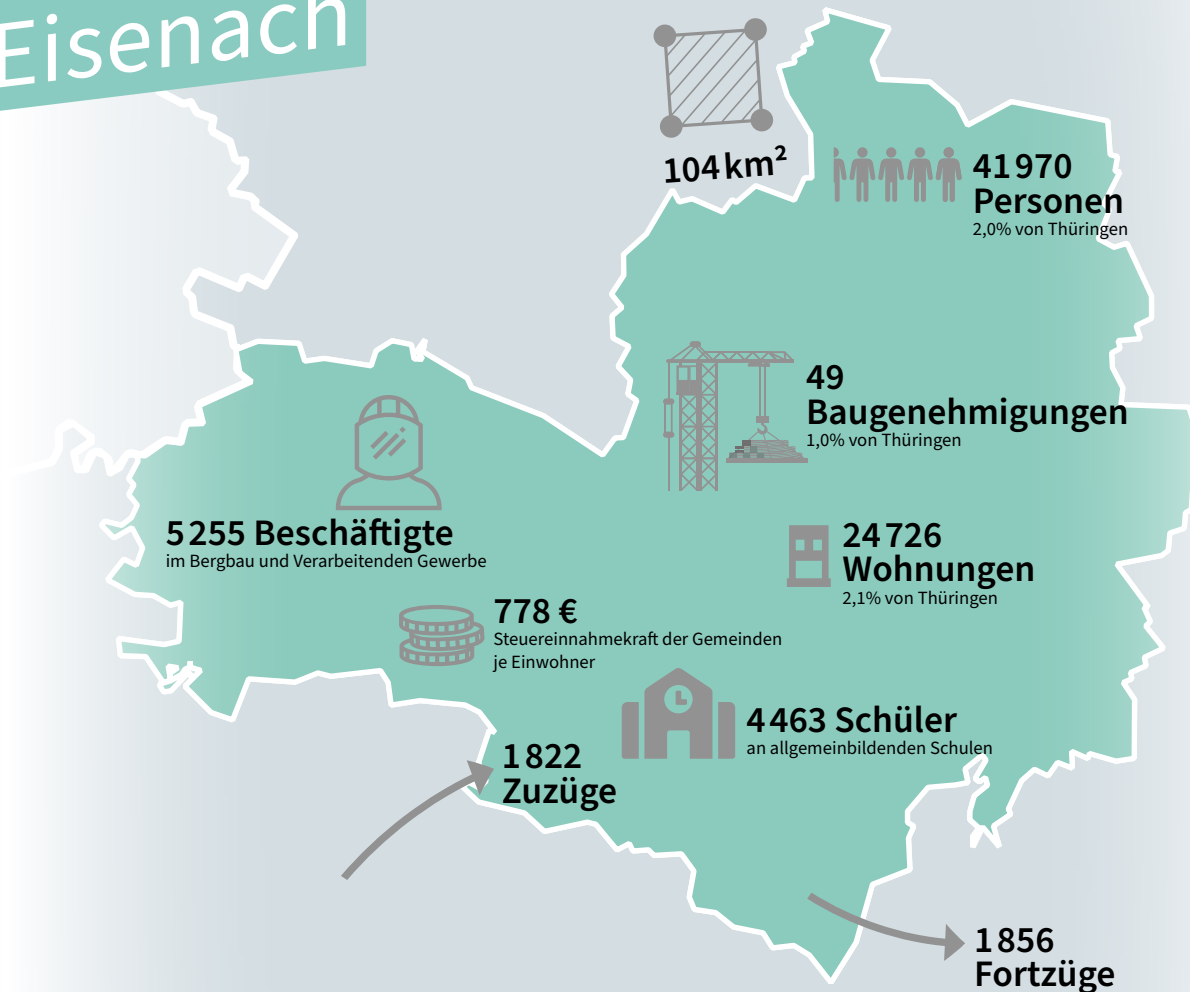 Eisenach
104 km²
41 970
Personen
2,0% von Thüringen
49
Baugenehmigungen
1,0% von Thüringen
5 255 Beschäftigte
im Bergbau und Verarbeitenden Gewerbe
24 726
Wohnungen
2,1% von Thüringen
778 €
Steuereinnahmekraft der Gemeinden
je Einwohner
4 463 Schüler
an allgemeinbildenden Schulen
1 822
Zuzüge
1 856
Fortzüge